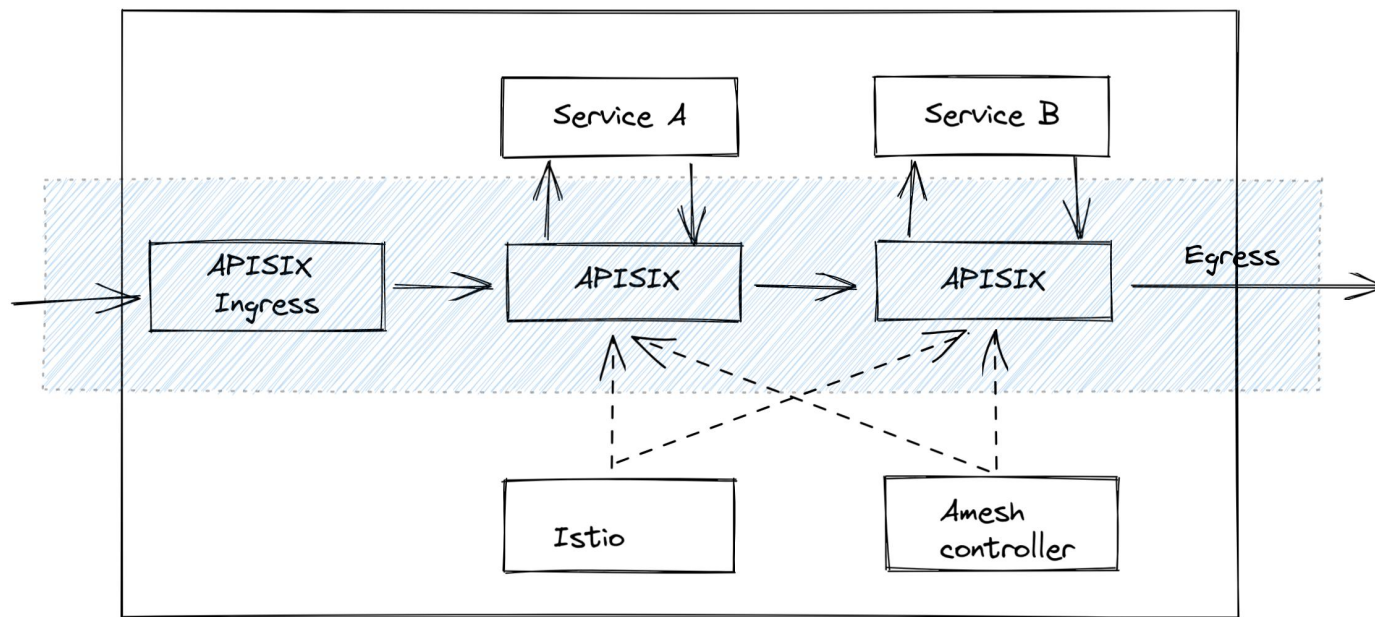 Service A
Service B
APISIX
Ingress
APISIX
APISIX
Egress
Istio
Amesh
controller